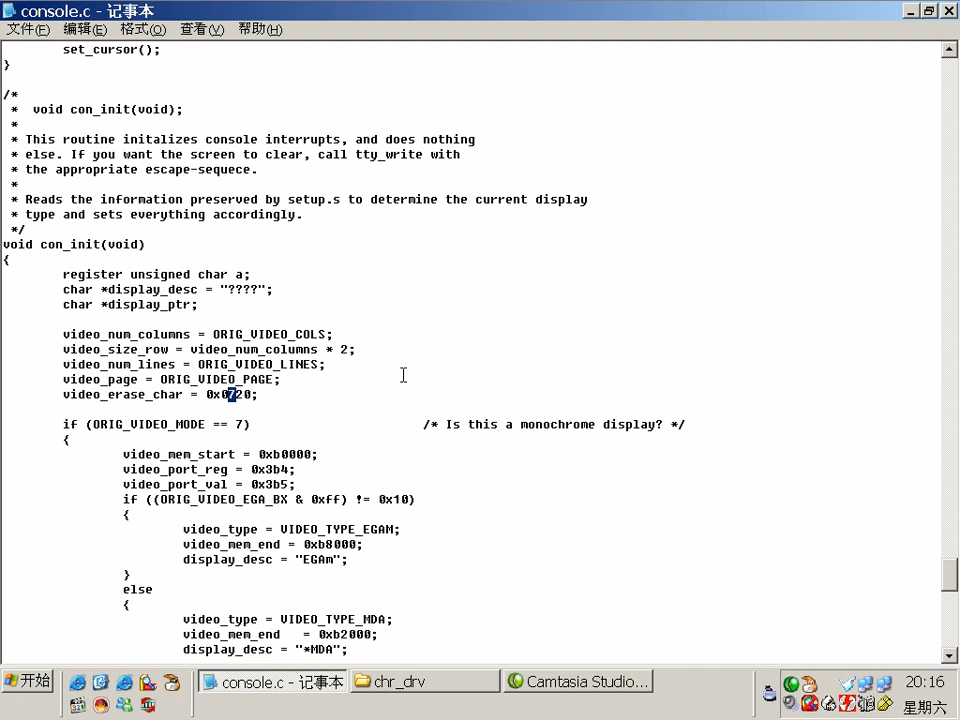 console.c - 记事本
文件(F) 编辑(E) 格式(O) 查看(V) 帮助(H)
set_cursor();
}
/*
 *  void con_init(void);
 *
 * This routine initalizes console interrupts, and does nothing
 * else. If you want the screen to clear, call tty_write with
 * the appropriate escape-sequece.
 *
 * Reads the information preserved by setup.s to determine the current display
 * type and sets everything accordingly.
 */
void con_init(void)
{
register unsigned char a;
char *display_desc = "????";
char *display_ptr;
video_num_columns = ORIG_VIDEO_COLS;
video_size_row = video_num_columns * 2;
video_num_lines = ORIG_VIDEO_LINES;
video_page = ORIG_VIDEO_PAGE;
video_erase_char = 0x0720;
if (ORIG_VIDEO_MODE == 7) /* Is this a monochrome display? */
{
video_mem_start = 0xb0000;
video_port_reg = 0x3b4;
video_port_val = 0x3b5;
if ((ORIG_VIDEO_EGA_BX & 0xff) != 0x10)
{
video_type = VIDEO_TYPE_EGAM;
video_mem_end = 0xb8000;
display_desc = "EGAm";
}
else
{
video_type = VIDEO_TYPE_MDA;
video_mem_end   = 0xb2000;
display_desc = "*MDA";
开始 console.c - 记事本 chr_drv Camtasia Studio... 20:16
星期六